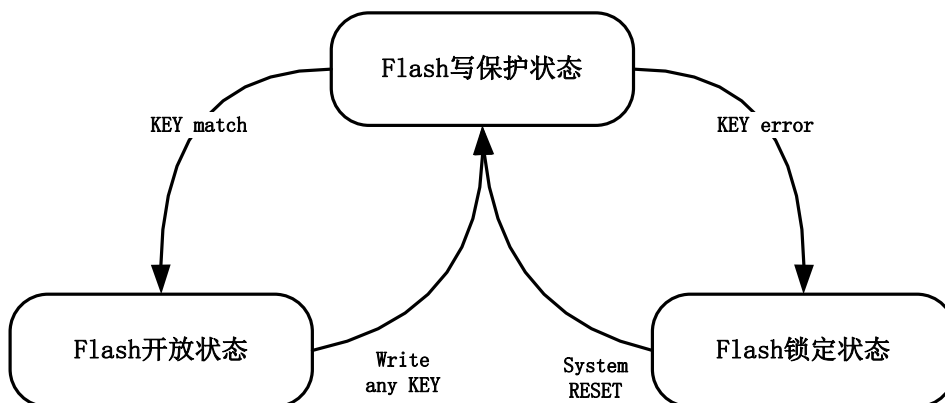 Flash写保护状态
KEY match
KEY error
Flash开放状态
Flash锁定状态
Write
any KEY
System
RESET